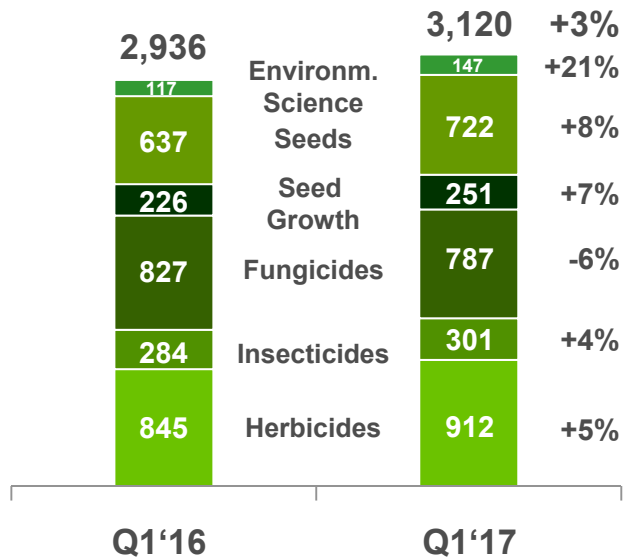 2,936 3,120 +3%
117 Environm. 147 +21%
Science
637 Seeds 722 +8%
226 Seed 251 +7%
Growth
827 Fungicides 787 -6%
284 Insecticides 301 +4%
845 Herbicides 912 +5%
Q1‘16 Q1‘17